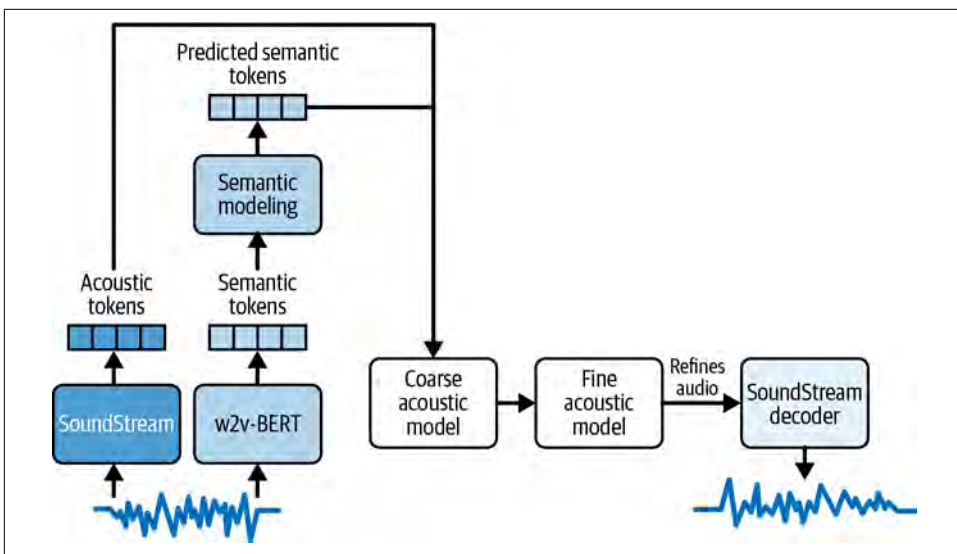 Predicted semantic
tokens
Semantic
modeling
Acoustic
tokens
Semantic
tokens
SoundStream
w2v-BERT
Coarse
acoustic
model
Fine
acoustic
model
Refines
audio
SoundStream
decoder